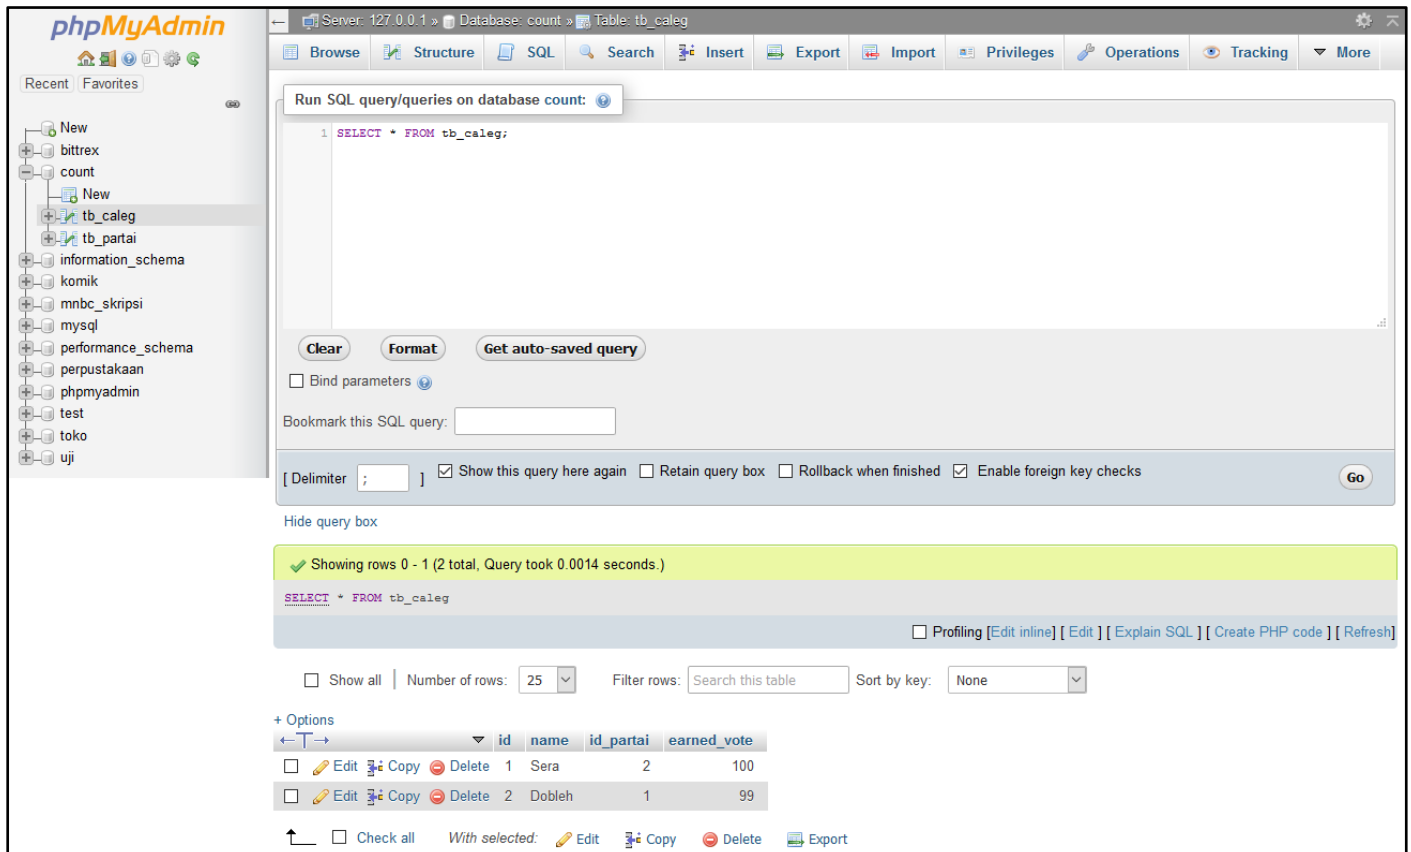 phpMyAdmin
Recent Favorites
New
bittrex
count
New
tb_caleg
tb_partai
information_schema
komik
mnbc_skripsi
mysql
performance_schema
perpustakaan
phpmyadmin
test
toko
uji
Server: 127.0.0.1 » Database: count » Table: tb_caleg
Browse Structure SQL Search Insert Export Import Privileges Operations Tracking More
Run SQL query/queries on database count:
1 SELECT * FROM tb_caleg;
Clear Format Get auto-saved query
Bind parameters
Bookmark this SQL query:
[ Delimiter ; ] Show this query here again Retain query box Rollback when finished Enable foreign key checks Go
Hide query box
Showing rows 0 - 1 (2 total, Query took 0.0014 seconds.)
SELECT * FROM tb_caleg
Profiling [Edit inline] [ Edit ] [ Explain SQL ] [ Create PHP code ] [ Refresh]
Show all Number of rows: 25 Filter rows: Search this table Sort by key: None
+ Options
←T→ id name id_partai earned_vote
Edit Copy Delete 1 Sera 2 100
Edit Copy Delete 2 Dobleh 1 99
Check all With selected: Edit Copy Delete Export